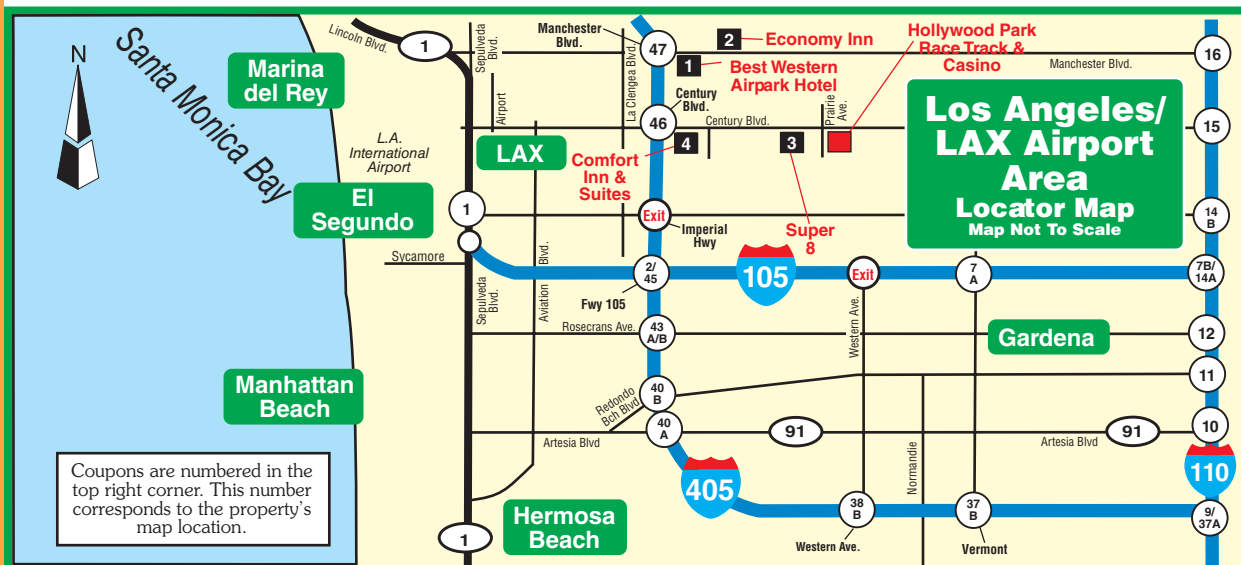 N
Santa Monica Bay
Lincoln Blvd.
1
Sepulveda
Blvd.
Manchester
Blvd.
47
2
Economy Inn
Hollywood Park
Race Track &
Casino
16
Marina
del Rey
La Ciengea Blvd.
1
Best Western
Airpark Hotel
Manchester Blvd.
Airport
Century
Blvd.
46
Century Blvd.
Prairie
Ave.
Los Angeles/
LAX Airport
Area
Locator Map
Map Not To Scale
15
L.A.
International
Airport
LAX
4
3
Comfort
Inn &
Suites
El
Segundo
1
Exit
Imperial
Hwy
Super
8
14
B
Sycamore
Sepulveda
Blvd.
Aviation Blvd.
2/
45
Fwy 105
105
Exit
7
A
7B/
14A
Rosecrans Ave.
43
A/B
Western Ave.
Gardena
12
Manhattan
Beach
Redondo
Bch Blvd
40
B
11
40
A
Artesia Blvd
91
Artesia Blvd
91
10
Coupons are numbered in the
top right corner. This number
corresponds to the property's
map location.
405
Normandie
110
Hermosa
Beach
1
38
B
Western Ave.
37
B
Vermont
9/
37A